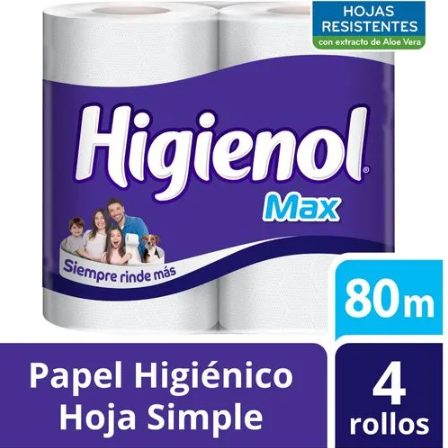 HOJAS
RESISTENTES
con extracto de Aloe Vera
Higienol®
Max
Siempre rinde más
80m
Papel Higiénico
Hoja Simple
4
rollos